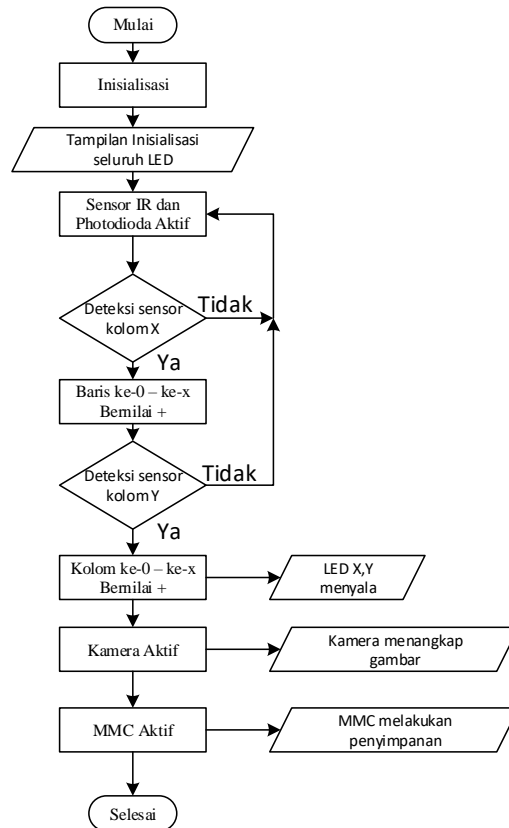 Mulai
Inisialisasi
Tampilan Inisialisasi
seluruh LED
Sensor IR dan
Photodioda Aktif
Deteksi sensor
kolom X
Tidak
Ya
Baris ke-0 – ke-x
Bernilai +
Deteksi sensor
kolom Y
Tidak
Ya
Kolom ke-0 – ke-x
Bernilai +
LED X,Y
menyala
Kamera Aktif
Kamera menangkap
gambar
MMC Aktif
MMC melakukan
penyimpanan
Selesai